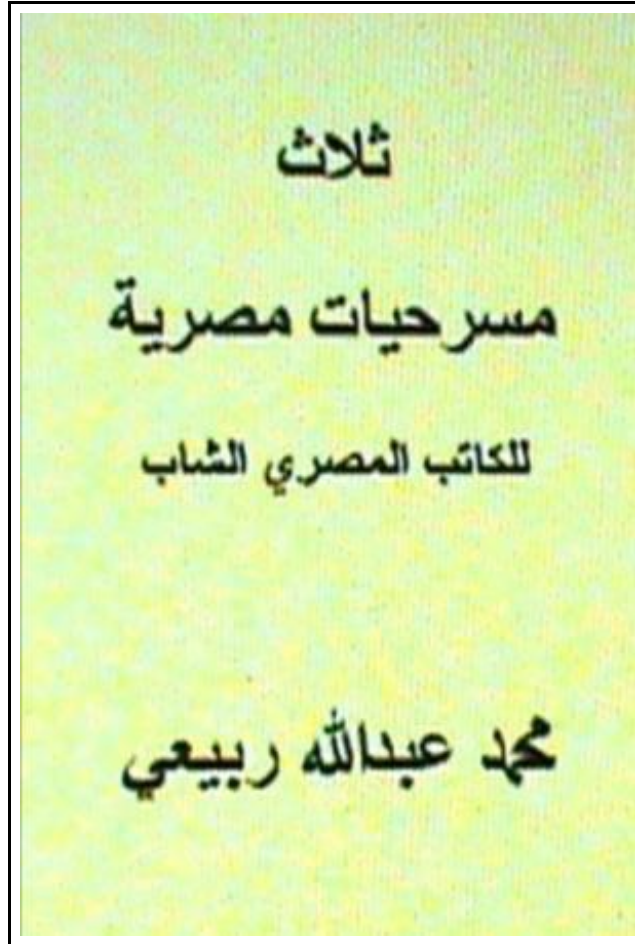 ثلاث
مسرحيات مصرية
للكاتب المصري الشاب
محمد عبدالله ربيعي